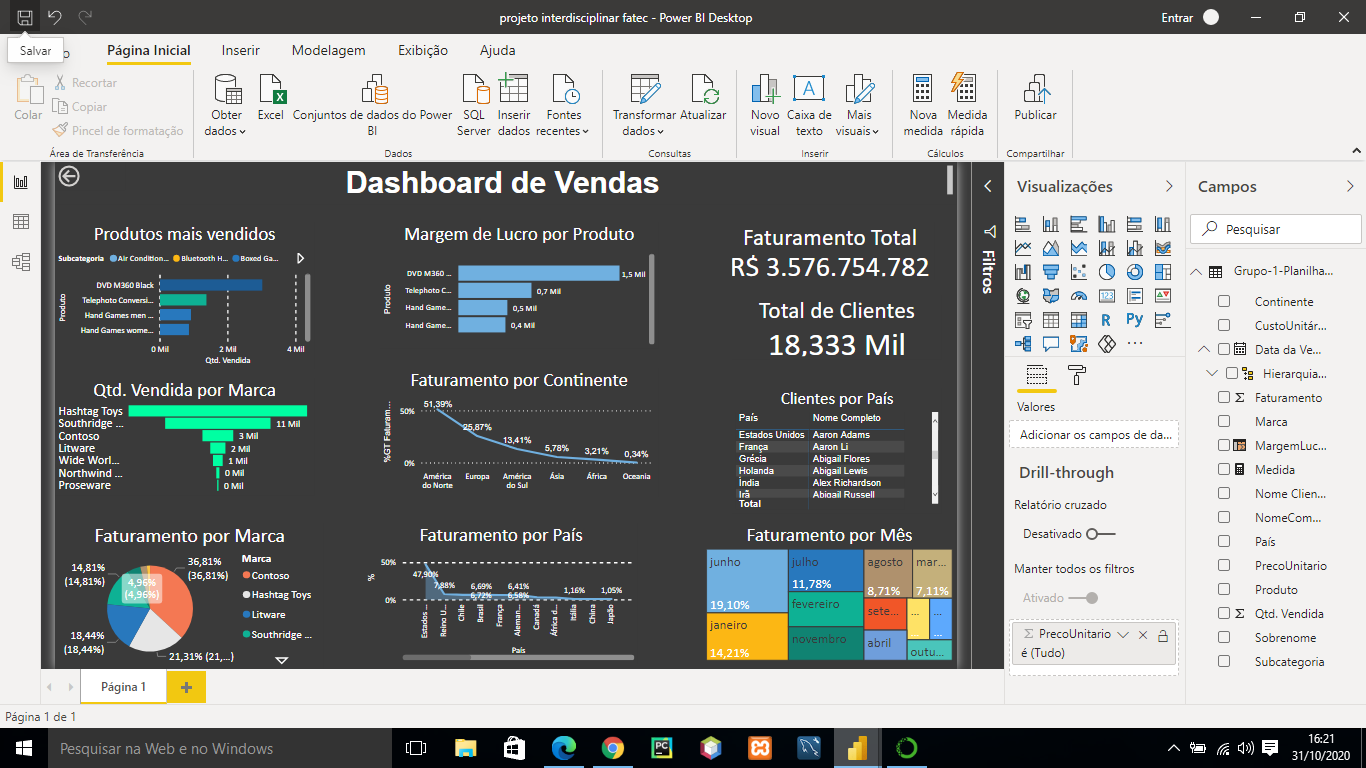 projeto interdisciplinar fatec - Power BI Desktop
Entrar
Salvar
Página Inicial
Inserir
Modelagem
Exibição
Ajuda
Colar
Recortar
Copiar
Pincel de formatação
Obter dados
Excel
Conjuntos de dados do Power BI
SQL Server
Inserir dados
Fontes recentes
Transformar dados
Atualizar
Novo visual
Caixa de texto
Mais visuais
Nova medida
Medida rápida
Publicar
Área de Transferência
Dados
Consultas
Inserir
Cálculos
Compartilhar
Dashboard de Vendas
Produtos mais vendidos
Subcategoria
Air Condition...
Bluetooth H...
Boxed Ga...
Produto
DVD M360 Black
Telephoto Conversi...
Hand Games men ...
Hand Games wome...
0 Mil
2 Mil
4 Mil
Qtd. Vendida
Margem de Lucro por Produto
Produto
DVD M360 ...
1,5 Mil
Telephoto C...
0,7 Mil
Hand Game...
0,5 Mil
Hand Game...
0,4 Mil
Faturamento Total
R$ 3.576.754.782
Total de Clientes
18,333 Mil
Qtd. Vendida por Marca
Hashtag Toys
Southridge ...
11 Mil
Contoso
3 Mil
Litware
2 Mil
Wide Worl...
1 Mil
Northwind ...
0 Mil
Proseware
0 Mil
Faturamento por Continente
%GT Faturam...
50%
0%
51,39%
25,87%
13,41%
5,78%
3,21%
0,34%
América do Norte
Europa
América do Sul
Ásia
África
Oceania
Clientes por País
País
Nome Completo
Estados Unidos
Aaron Adams
França
Aaron Li
Grécia
Abigail Flores
Holanda
Abigail Lewis
Índia
Alex Richardson
Irã
Abigail Russell
Total
Faturamento por Marca
14,81%
(14,81%)
4,96%
(4,96%)
36,81%
(36,81%)
18,44%
(18,44%)
21,31% (21,...)
Marca
Contoso
Hashtag Toys
Litware
Southridge ...
Faturamento por País
%
50%
0%
47,90%
7,88%
6,69%
6,72%
6,41%
6,58%
1,16%
1,05%
Estados ...
Reino U...
Chile
Brasil
França
Aleman...
Canadá
África d...
Itália
China
Japão
País
Faturamento por Mês
junho
19,10%
janeiro
14,21%
julho
11,78%
fevereiro
novembro
agosto
8,71%
mar...
7,11%
sete...
abril
...
...
outu...
Filtros
Visualizações
Valores
Adicionar os campos de da...
Drill-through
Relatório cruzado
Desativado
Manter todos os filtros
Ativado
PrecoUnitario
é (Tudo)
Campos
Pesquisar
Grupo-1-Planilha...
Continente
CustoUnitár...
Data da Ve...
Hierarquia...
Faturamento
Marca
MargemLuc...
Medida
Nome Clien...
NomeCom...
País
PrecoUnitario
Produto
Qtd. Vendida
Sobrenome
Subcategoria
Página 1
Página 1 de 1
Pesquisar na Web e no Windows
16:21
31/10/2020